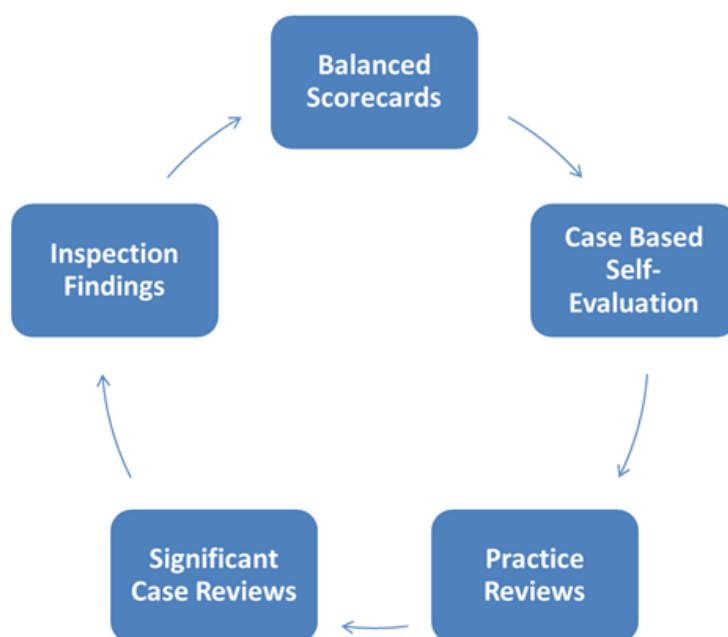 Balanced
Scorecards
Case Based
Self-
Evaluation
Practice
Reviews
Significant
Case Reviews
Inspection
Findings